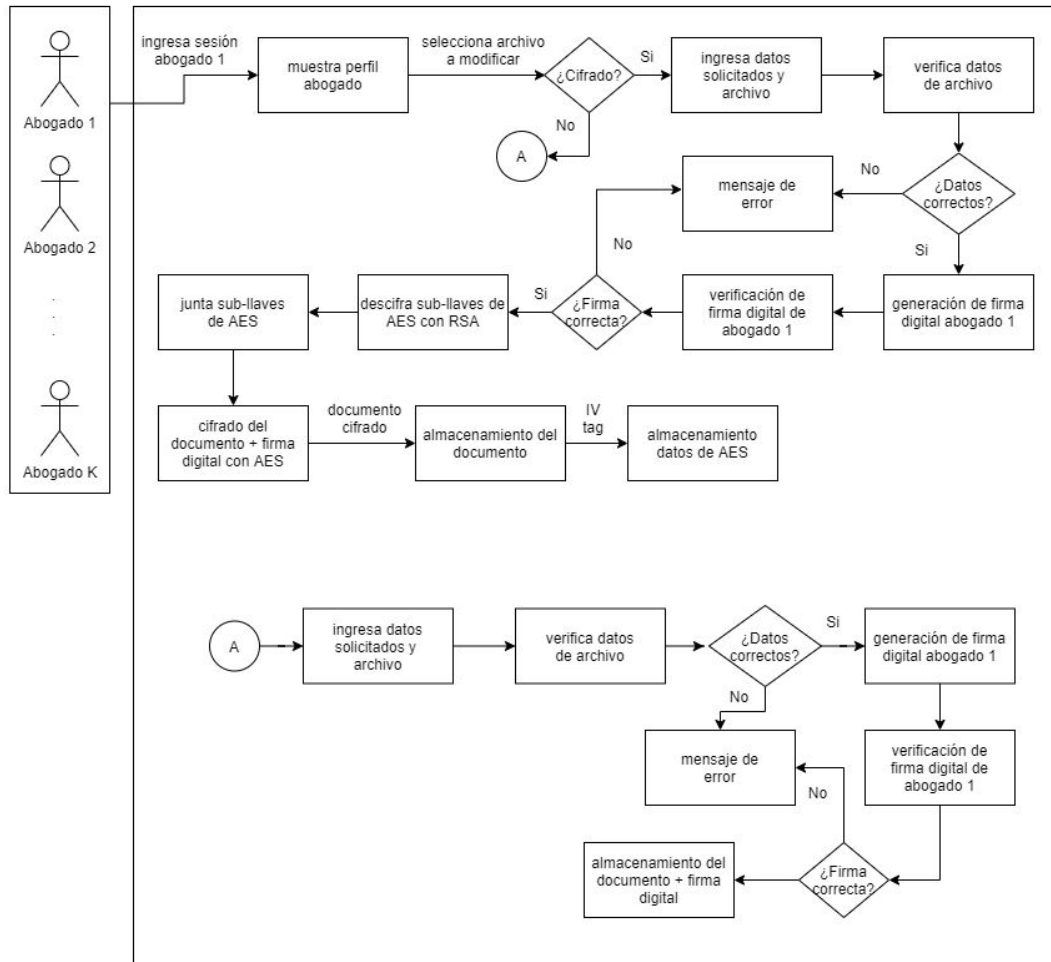 Abogado 1
Abogado 2
.
.
.
Abogado K
ingresa sesión
abogado 1
muestra perfil
abogado
selecciona archivo
a modificar
¿Cifrado?
Si
No
A
ingresa datos
solicitados y
archivo
verifica datos
de archivo
¿Datos
correctos?
No
Si
mensaje de
error
generación de firma
digital abogado 1
verificación de
firma digital de
abogado 1
¿Firma
correcta?
No
Si
descifra sub-llaves de
AES con RSA
junta sub-llaves
de AES
cifrado del
documento + firma
digital con AES
documento
cifrado
almacenamiento del
documento
IV
tag
almacenamiento
datos de AES
A
ingresa datos
solicitados y
archivo
verifica datos
de archivo
¿Datos
correctos?
Si
No
generación de firma
digital abogado 1
mensaje de
error
verificación de
firma digital de
abogado 1
No
¿Firma
correcta?
almacenamiento del
documento + firma
digital